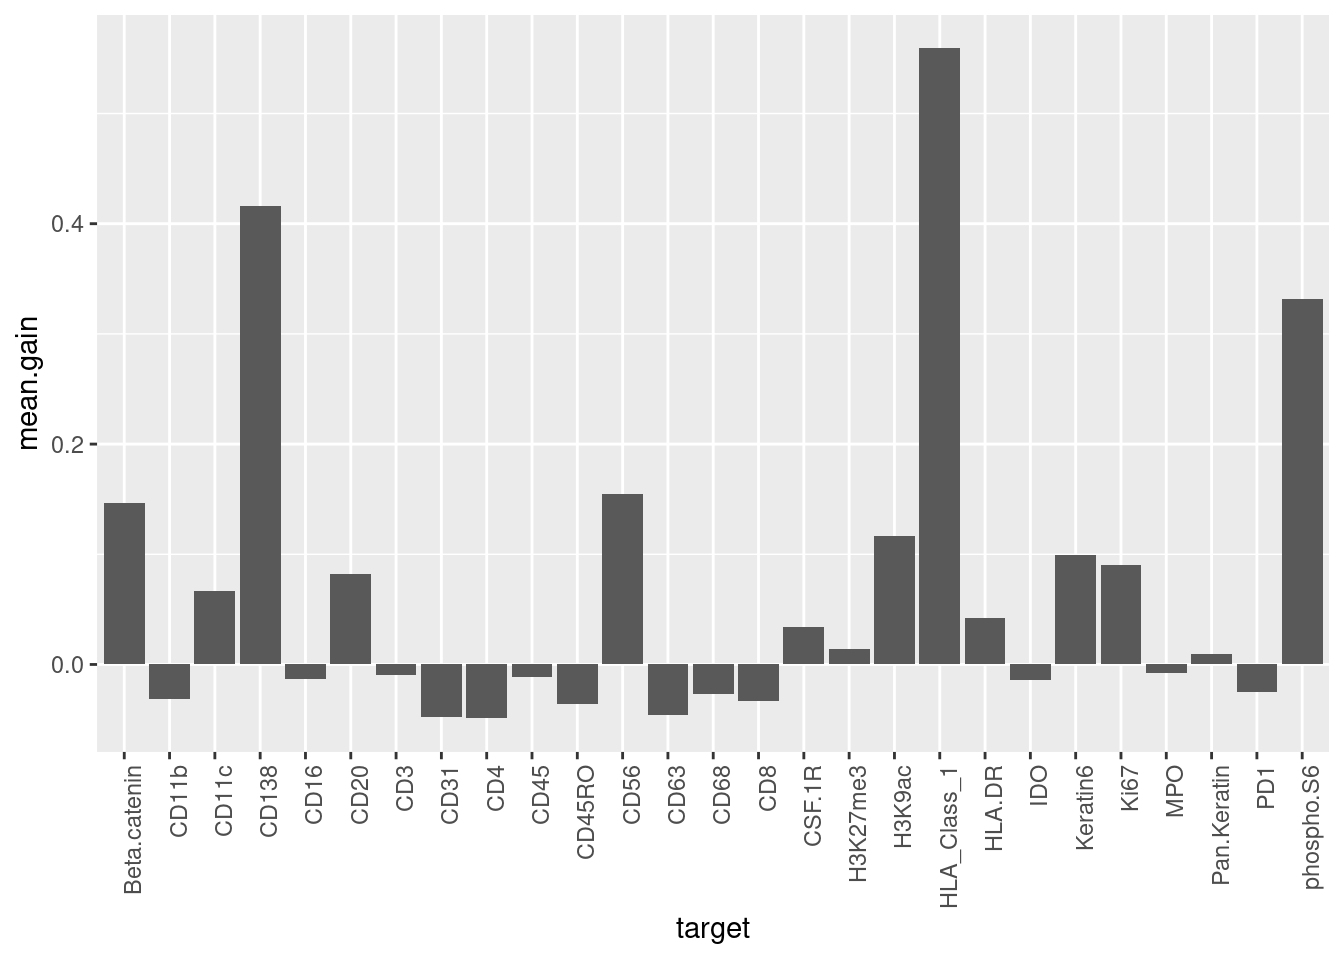 mean.gain
0.4
0.2
0.0
Beta.catenin
CD11b
CD11c
CD138
CD16
CD20
CD3
CD31
CD4
CD45
CD45RO
CD56
CD63
CD68
CD8
CSF.1R
H3K27me3
H3K9ac
HLA_Class_1
HLA.DR
IDO
Keratin6
Ki67
MPO
Pan.Keratin
PD1
phospho.S6
target